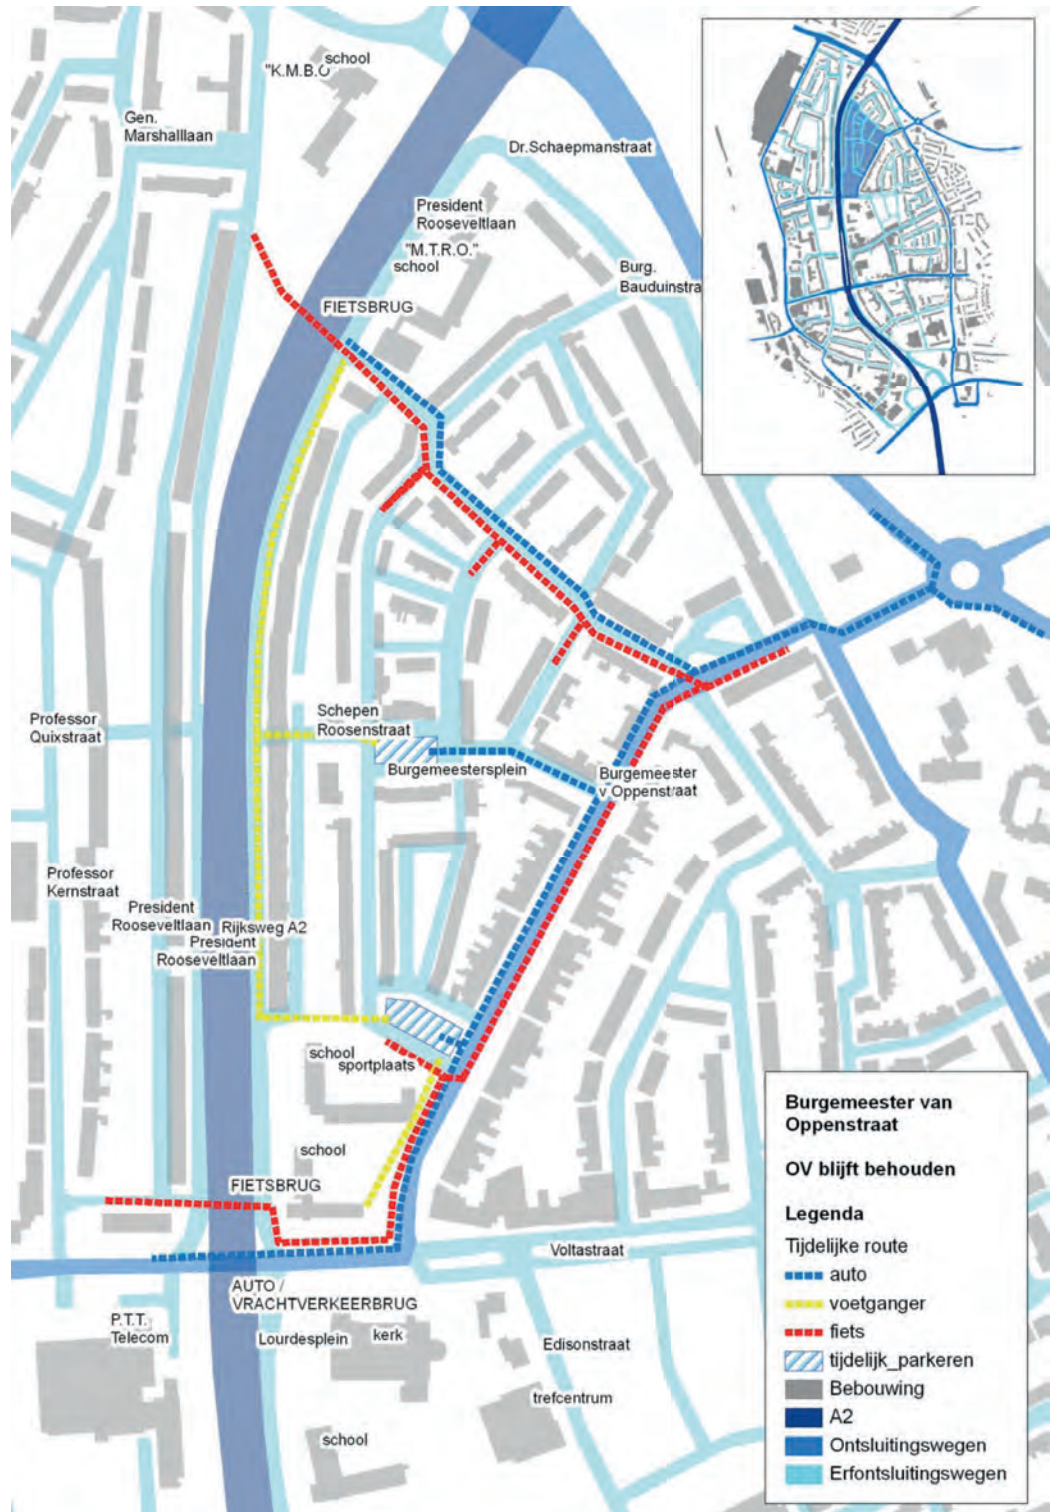 school
"K.M.B.O
Gen.
Marshalllaan
Dr.Schaepmanstraat
President
Rooseveltlaan
"M.T.R.O."
school
Burg.
Bauduinstra
FIETSBRUG
Schepen
Roosenstraat
Professor
Quixstraat
Burgemeestersplein
Burgemeester
v Oppenstraat
Professor
Kernstraat
President
Rooseveltlaan
Rijksweg A2
President
Rooseveltlaan
school
sportplaats
school
FIETSBRUG
Voltastraat
AUTO /
VRACHTVERKEERBRUG
P.T.T.
Telecom
Lourdesplein
kerk
Edisonstraat
trefcentrum
school
Burgemeester van
Oppenstraat
OV blijft behouden
Legenda
Tijdelijke route
auto
voetganger
fiets
tijdelijk_parkeren
Bebouwing
A2
Ontsluitingswegen
Erfontsluitingswegen